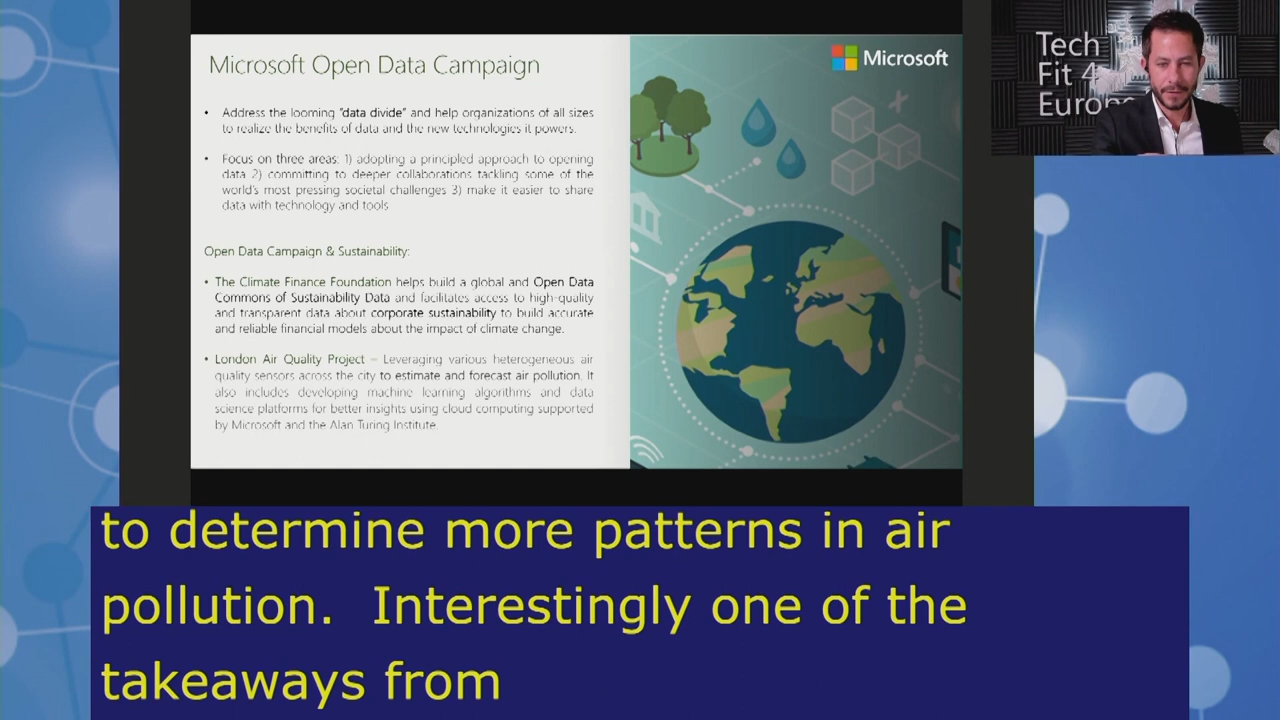 Microsoft Open Data Campaign
Microsoft
Tech
Fit 4
Europe
• Address the looming "data divide" and help organizations of all sizes
to realize the benefits of data and the new technologies it powers.
• Focus on three areas: 1) adopting a principled approach to opening
data 2) committing to deeper collaborations tackling some of the
world's most pressing societal challenges 3) make it easier to share
data with technology and tools
Open Data Campaign & Sustainability:
• The Climate Finance Foundation helps build a global and Open Data
Commons of Sustainability Data and facilitates access to high-quality
and transparent data about corporate sustainability to build accurate
and reliable financial models about the impact of climate change.
• London Air Quality Project – Leveraging various heterogeneous air
quality sensors across the city to estimate and forecast air pollution. It
also includes developing machine learning algorithms and data
science platforms for better insights using cloud computing supported
by Microsoft and the Alan Turing Institute.
to determine more patterns in air
pollution. Interestingly one of the
takeaways from